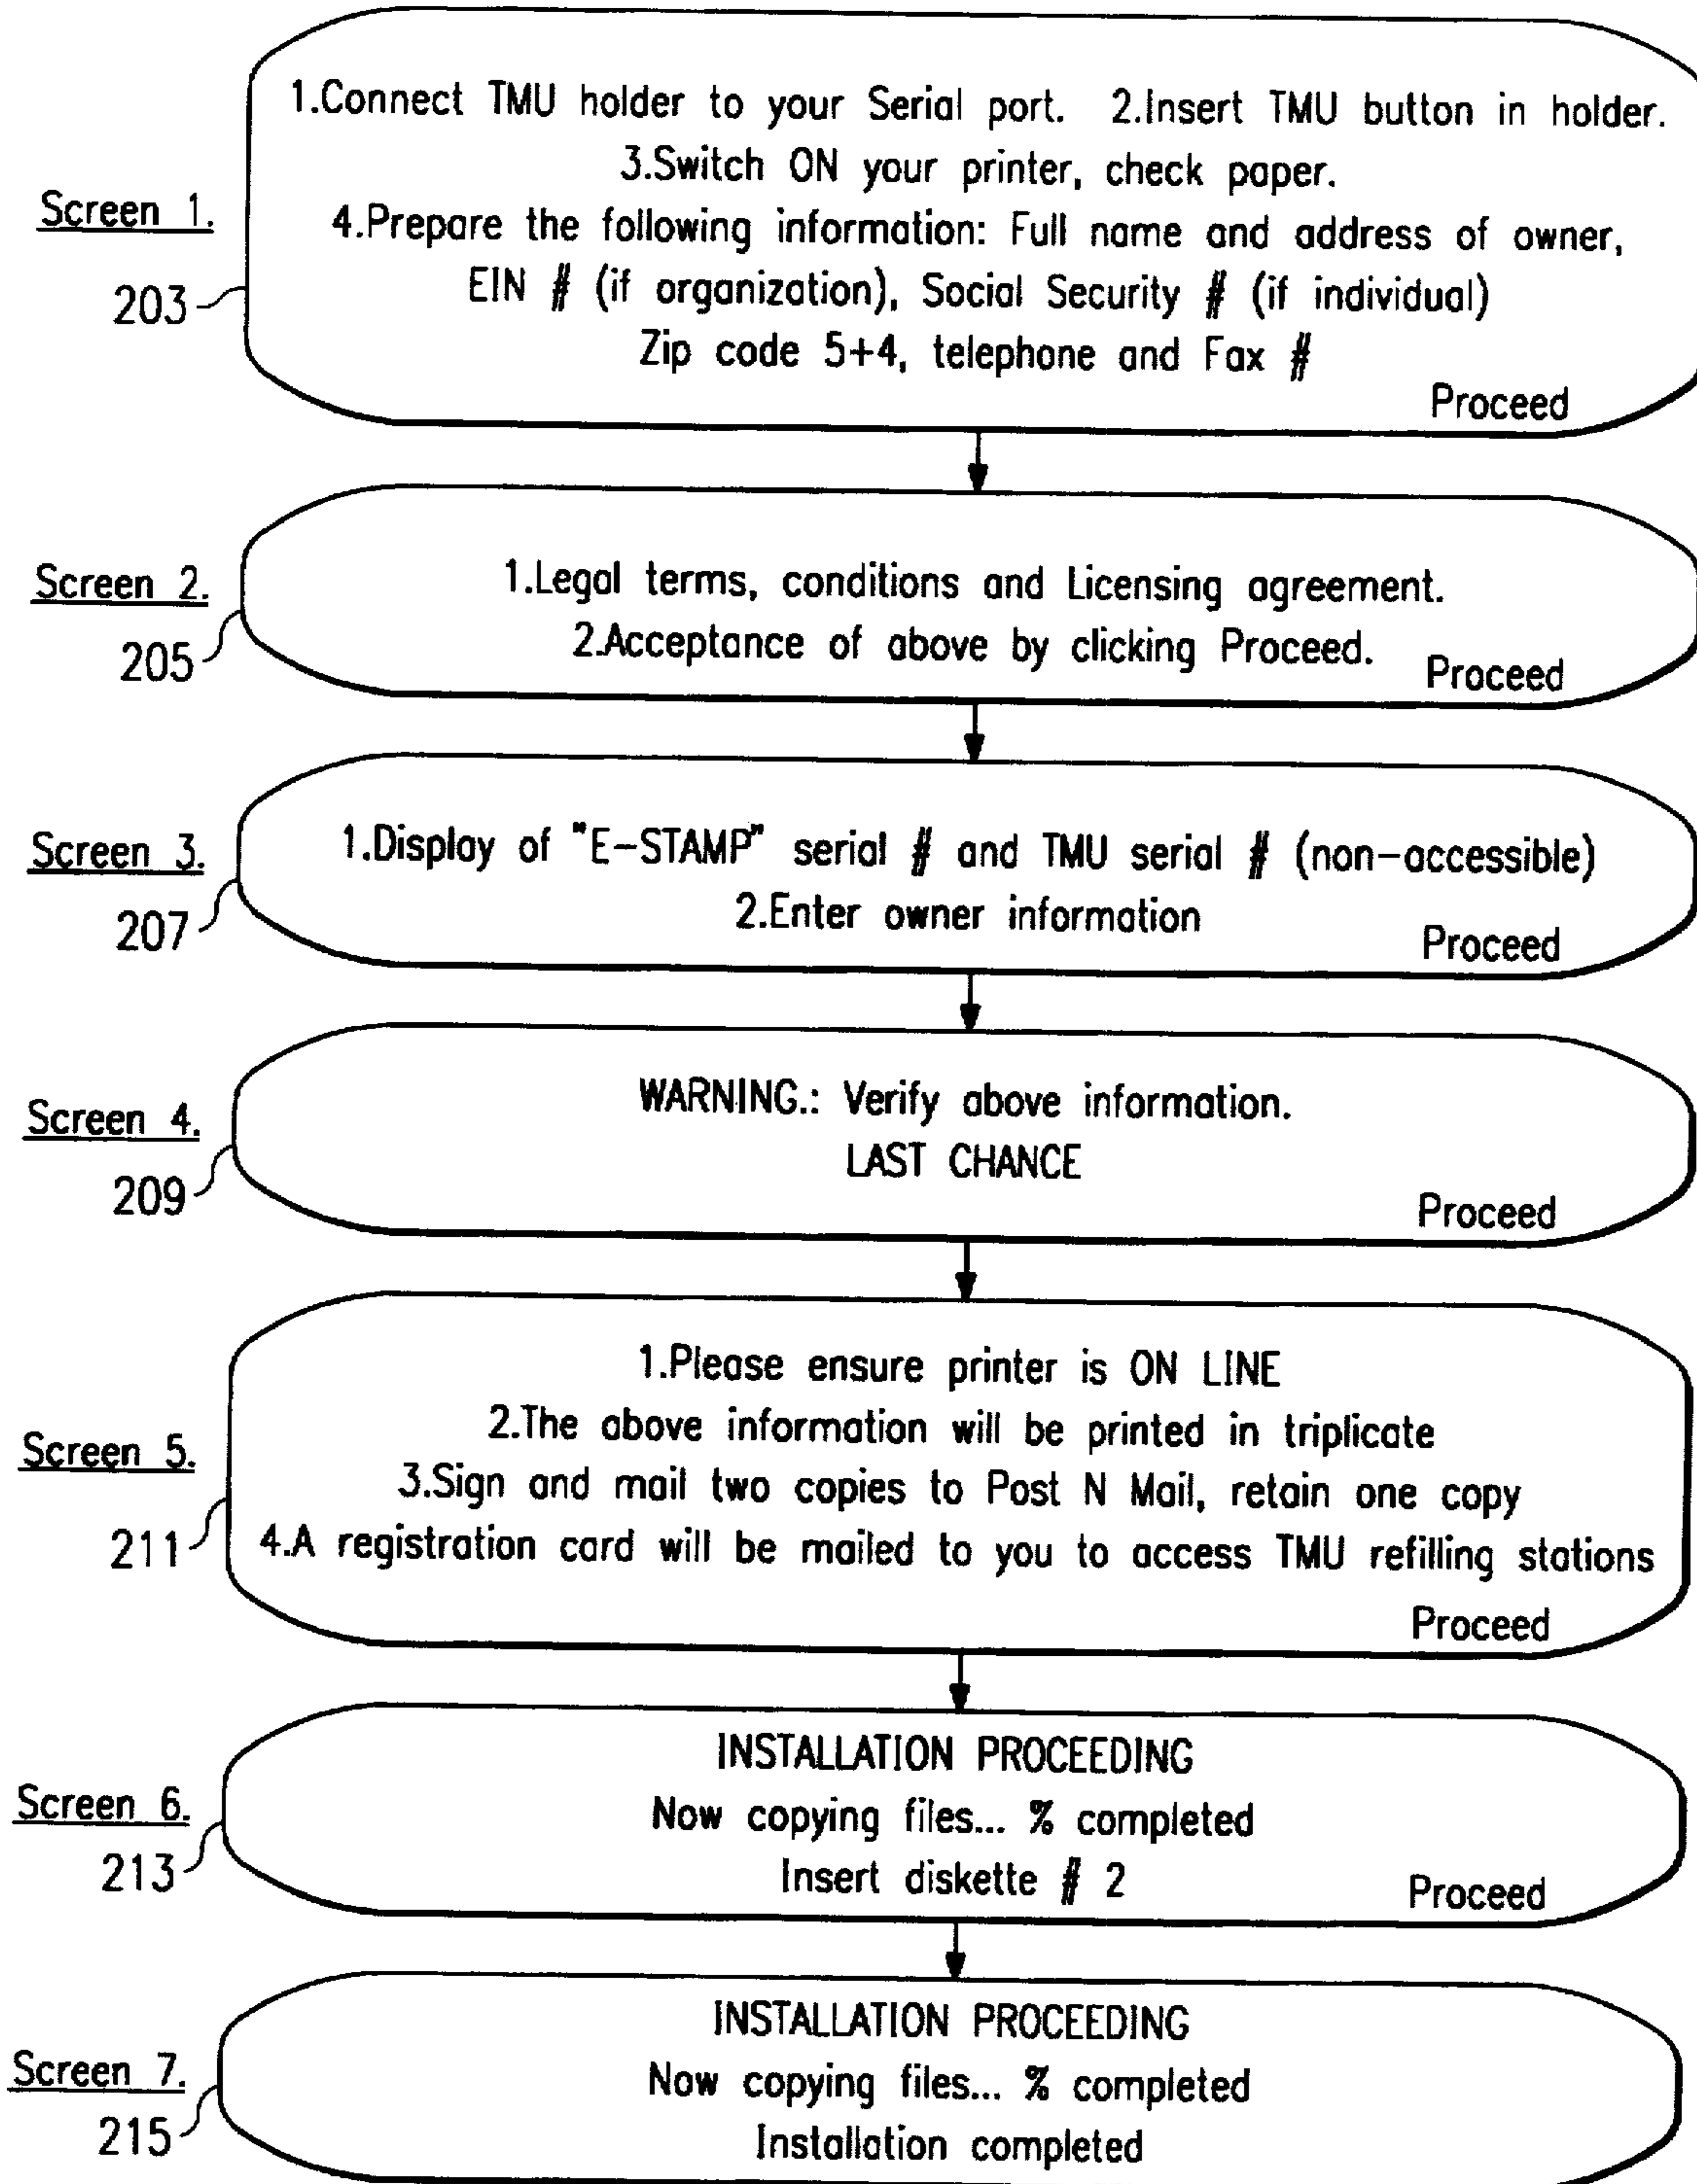 1.Connect TMU holder to your Serial port. 2.Insert TMU button in holder.
3.Switch ON your printer, check paper.
Screen 1.
4.Prepare the following information: Full name and address of owner,
EIN # (if organization), Social Security # (if individual)
203
Zip code 5+4, telephone and Fax #
Proceed
Screen 2.
1.Legal terms, conditions and Licensing agreement.
205
2.Acceptance of above by clicking Proceed.
Proceed
Screen 3.
1.Display of "E-STAMP" serial # and TMU serial # (non-accessible)
207
2.Enter owner information
Proceed
Screen 4.
WARNING.: Verify above information.
LAST CHANCE
209
Proceed
1.Please ensure printer is ON LINE
2.The above information will be printed in triplicate
Screen 5.
3.Sign and mail two copies to Post N Mail, retain one copy
211
4.A registration card will be mailed to you to access TMU refilling stations
Proceed
INSTALLATION PROCEEDING
Screen 6.
Now copying files... % completed
213
Insert diskette # 2
Proceed
INSTALLATION PROCEEDING
Screen 7.
Now copying files... % completed
215
Installation completed